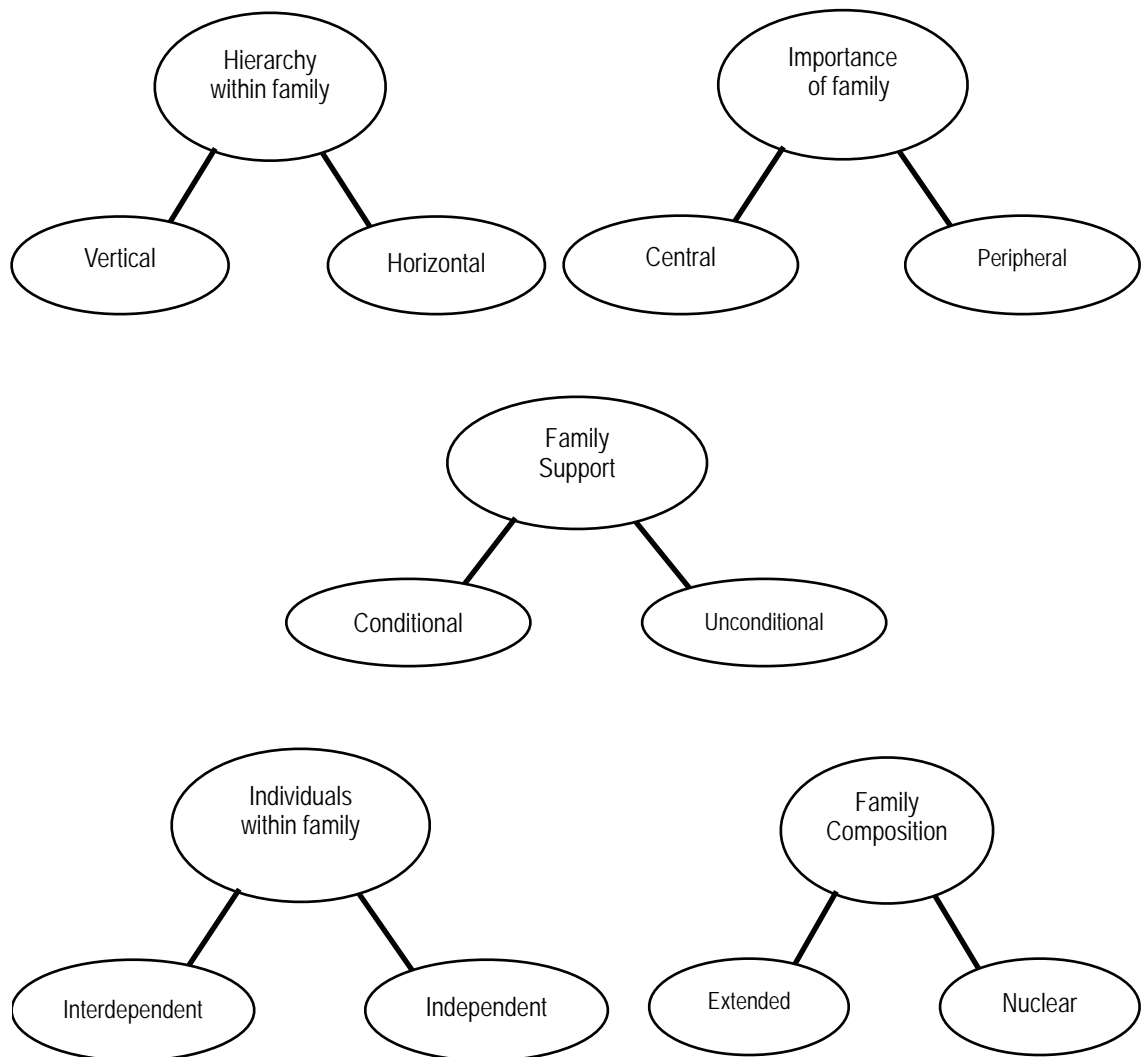 Hierarchy
within family
Importance
of family
Vertical
Horizontal
Central
Peripheral
Family
Support
Conditional
Unconditional
Individuals
within family
Family
Composition
Interdependent
Independent
Extended
Nuclear